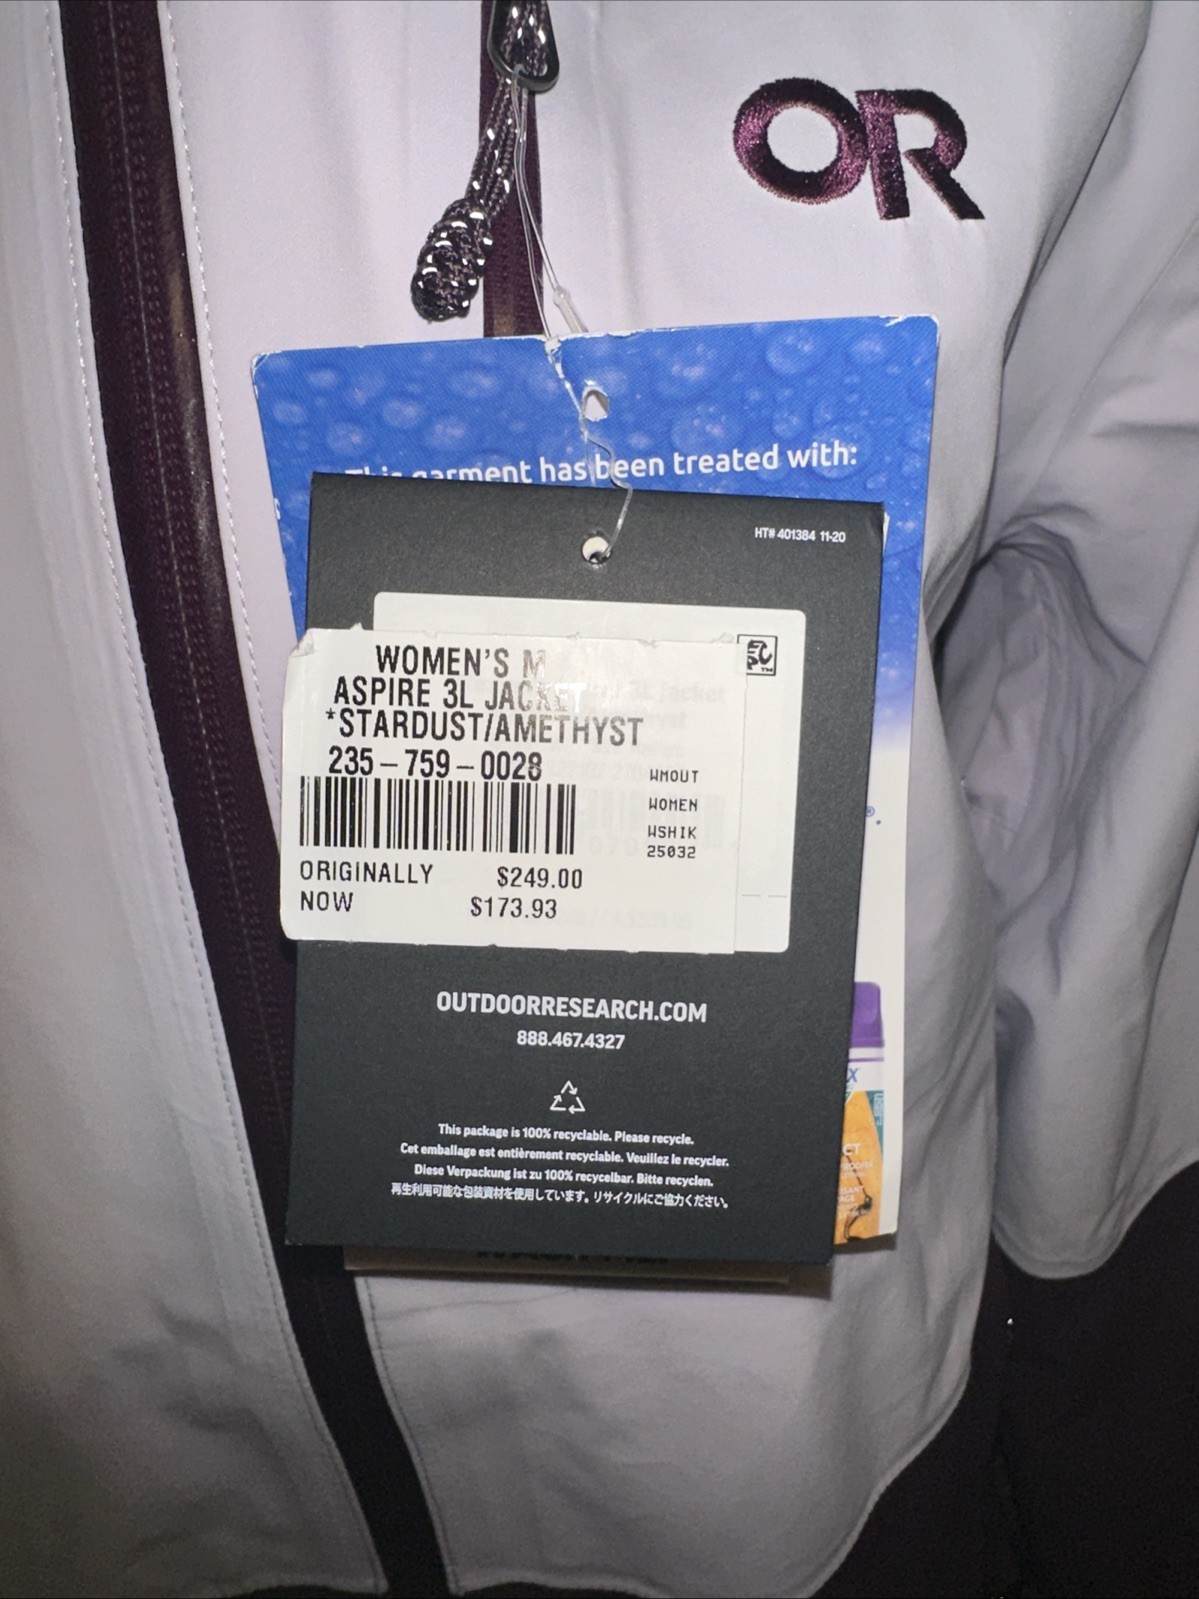 OR
This garment has been treated with:
HT# 401384 11-20
WOMEN'S M
ASPIRE 3L JACKET
*STARDUST/AMETHYST
235-759-0028
WMOUT
WOMEN
WSHIK
25032
ORIGINALLY $249.00
NOW $173.93
OUTDOORRESEARCH.COM
888.467.4327
This package is 100% recyclable. Please recycle.
Cet emballage est entièrement recyclable. Veuillez le recycler.
Diese Verpackung ist zu 100% recycelbar. Bitte recyclen.
再生利用可能な包装資材を使用しています。リサイクルにご協力ください。